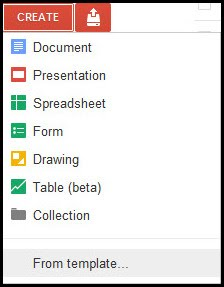 CREATE
Document
Presentation
Spreadsheet
Form
Drawing
Table (beta)
Collection
From template...